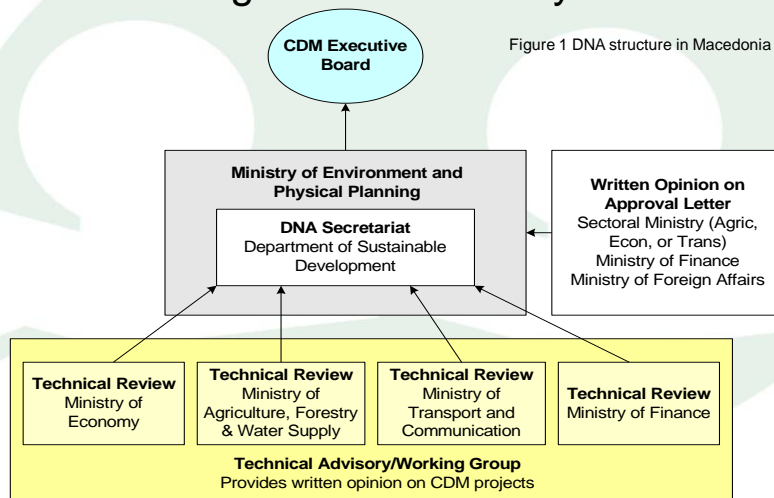 CDM Executive
Board
Figure 1 DNA structure in Macedonia
Ministry of Environment and
Physical Planning
DNA Secretariat
Department of Sustainable
Development
Written Opinion on
Approval Letter
Sectoral Ministry (Agric,
Econ, or Trans)
Ministry of Finance
Ministry of Foreign Affairs
Technical Review
Ministry of
Economy
Technical Review
Ministry of
Agriculture, Forestry
& Water Supply
Technical Review
Ministry of
Transport and
Communication
Technical Review
Ministry of Finance
Technical Advisory/Working Group
Provides written opinion on CDM projects